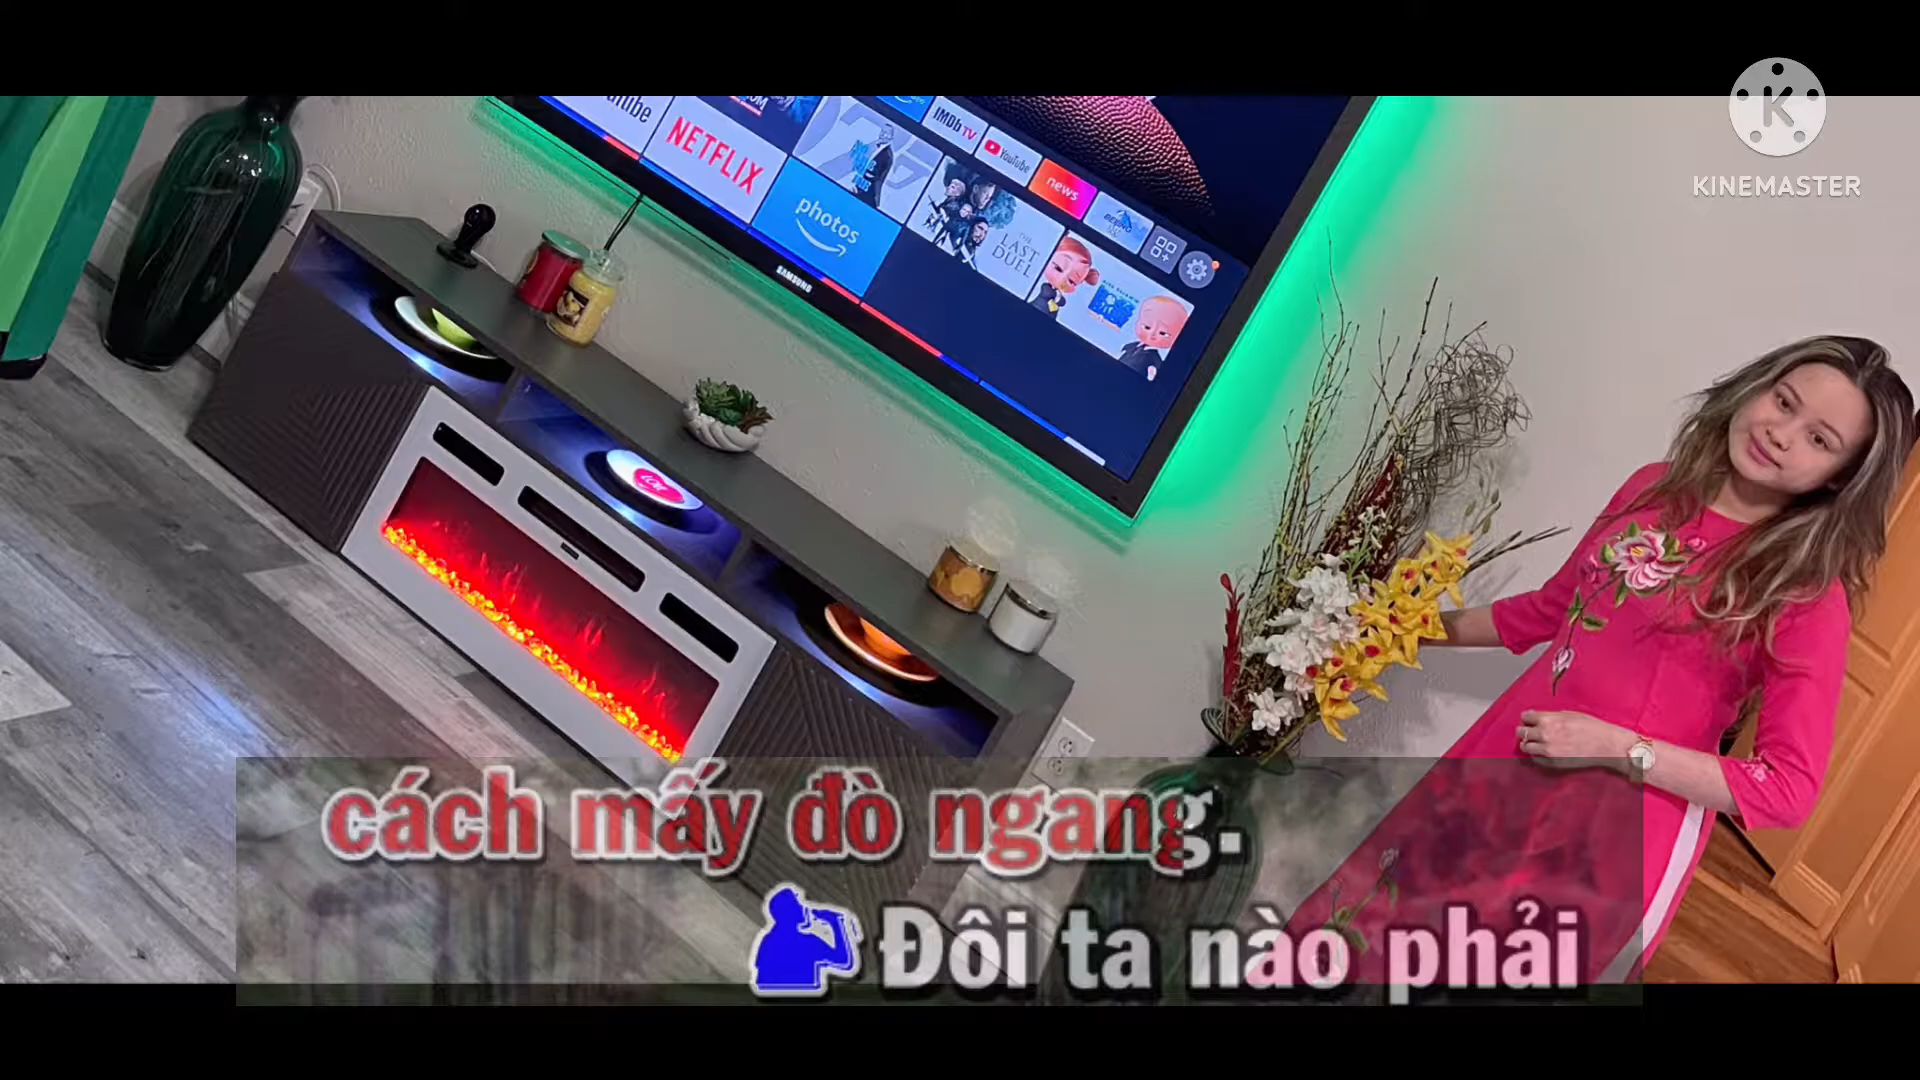 KINEMASTER
NETFLIX
IMDb TV
YouTube
news
photos
THE LAST DUEL
SAMSUNG
cách mấy đò ngang.
Đôi ta nào phải